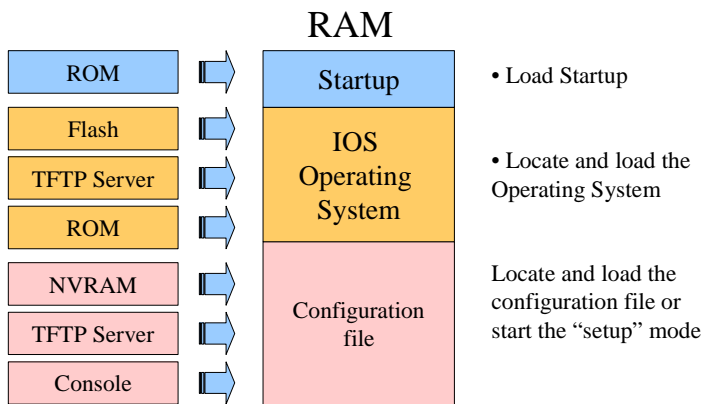 RAM
ROM
Startup
• Load Startup
Flash
TFTP Server
ROM
IOS
Operating
System
• Locate and load the
Operating System
NVRAM
TFTP Server
Console
Configuration
file
Locate and load the
configuration file or
start the “setup” mode